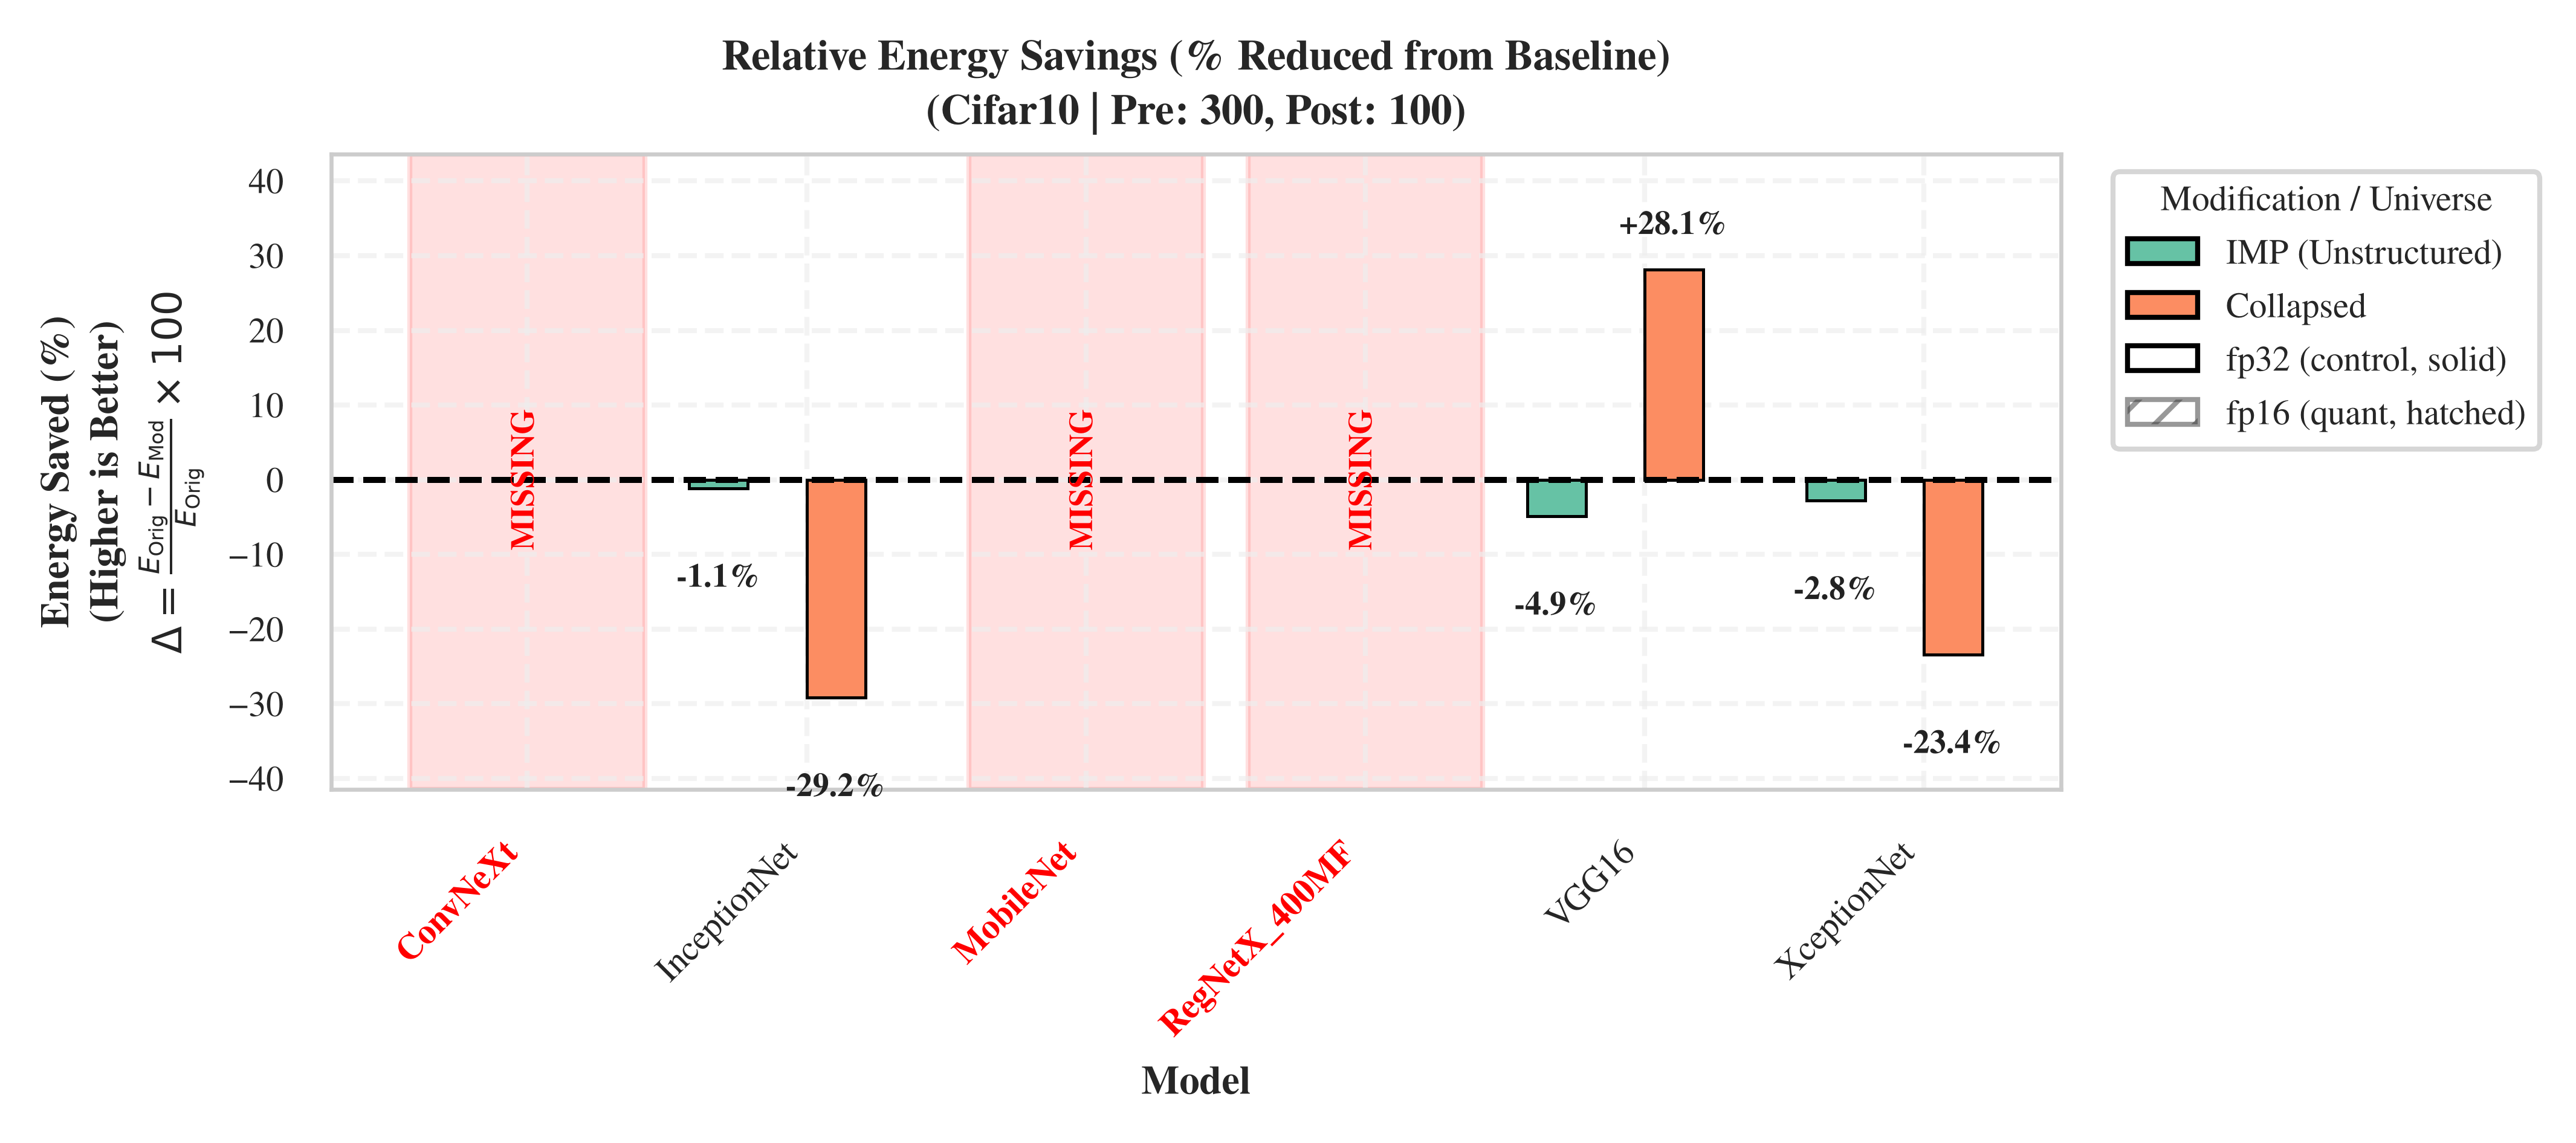 Relative Energy Savings (% Reduced from Baseline)
(Cifar10 | Pre: 300, Post: 100)
Energy Saved (%)
(Higher is Better)
Δ = (E_Orig − E_Mod) / E_Orig × 100
40
30
20
10
0
−10
−20
−30
−40
MISSING
-1.1%
-29.2%
MISSING
MISSING
-4.9%
+28.1%
-2.8%
-23.4%
ConvNeXt
InceptionNet
MobileNet
RegNetX_400MF
VGG16
XceptionNet
Model
Modification / Universe
IMP (Unstructured)
Collapsed
fp32 (control, solid)
fp16 (quant, hatched)